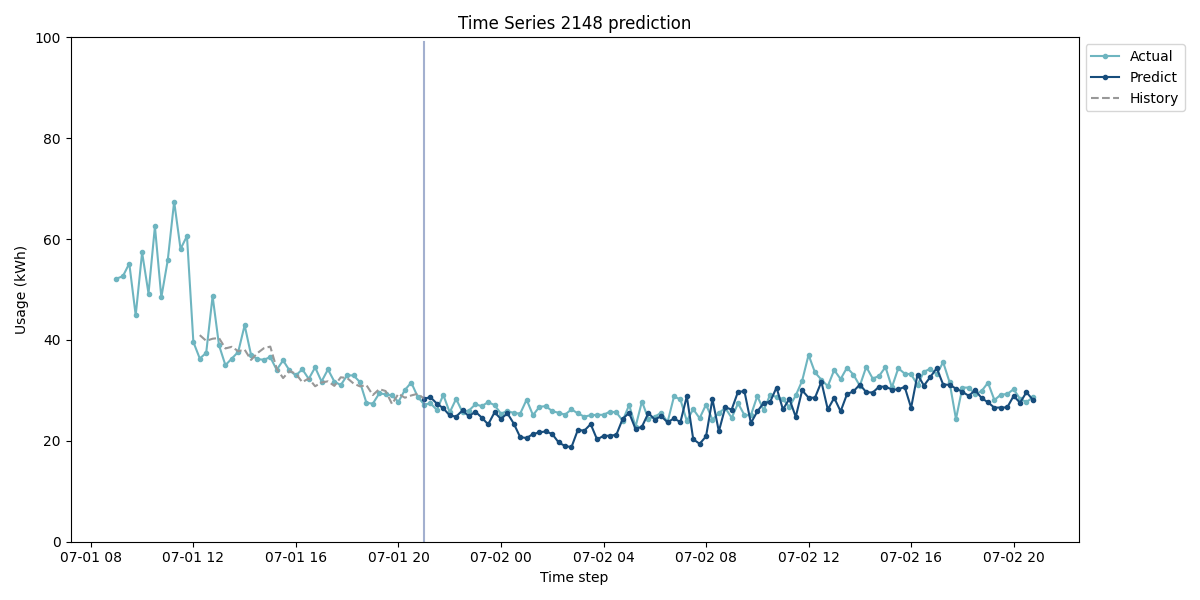 Time Series 2148 prediction
100
80
60
40
20
0
Usage (kWh)
07-01 08
07-01 12
07-01 16
07-01 20
07-02 00
07-02 04
07-02 08
07-02 12
07-02 16
07-02 20
Time step
Actual
Predict
History